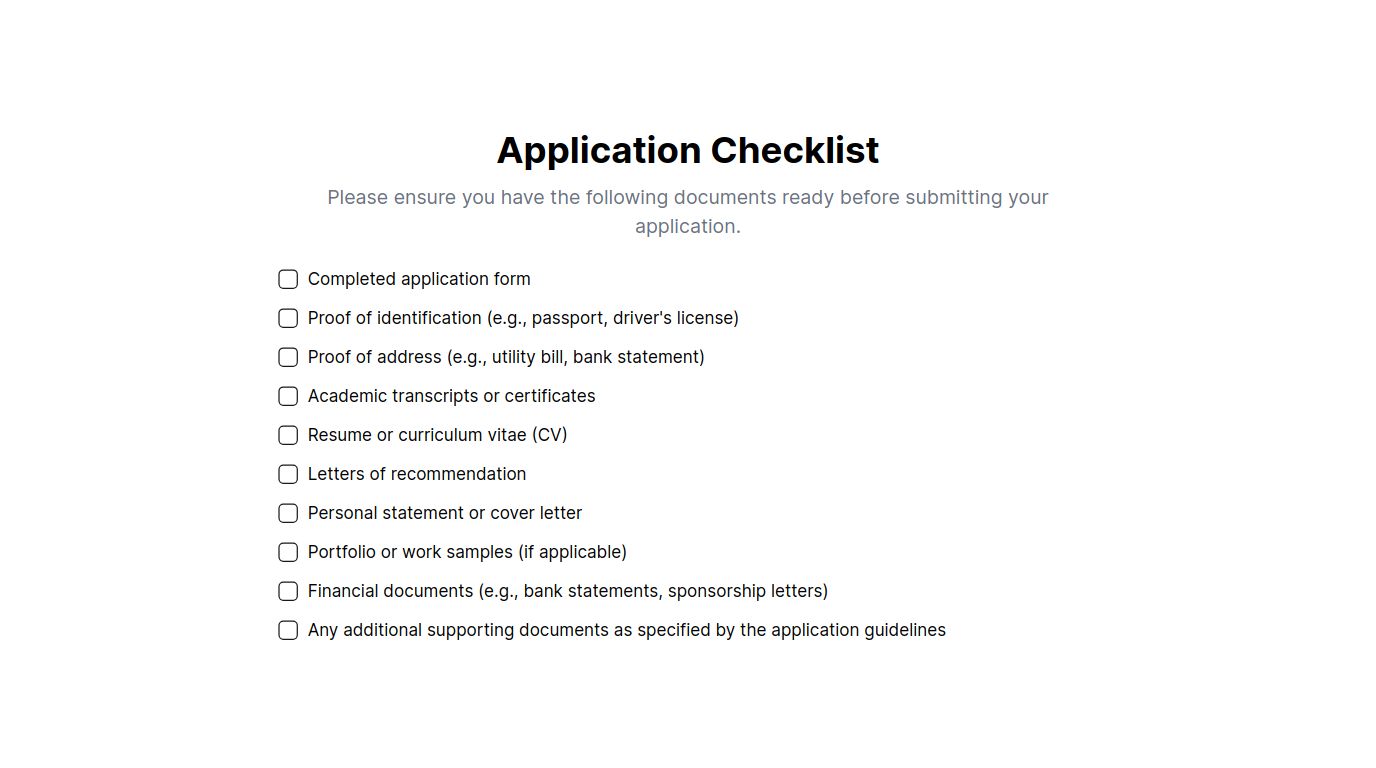 Application Checklist
Please ensure you have the following documents ready before submitting your
application.
Completed application form
Proof of identification (e.g., passport, driver's license)
Proof of address (e.g., utility bill, bank statement)
Academic transcripts or certificates
Resume or curriculum vitae (CV)
Letters of recommendation
Personal statement or cover letter
Portfolio or work samples (if applicable)
Financial documents (e.g., bank statements, sponsorship letters)
Any additional supporting documents as specified by the application guidelines